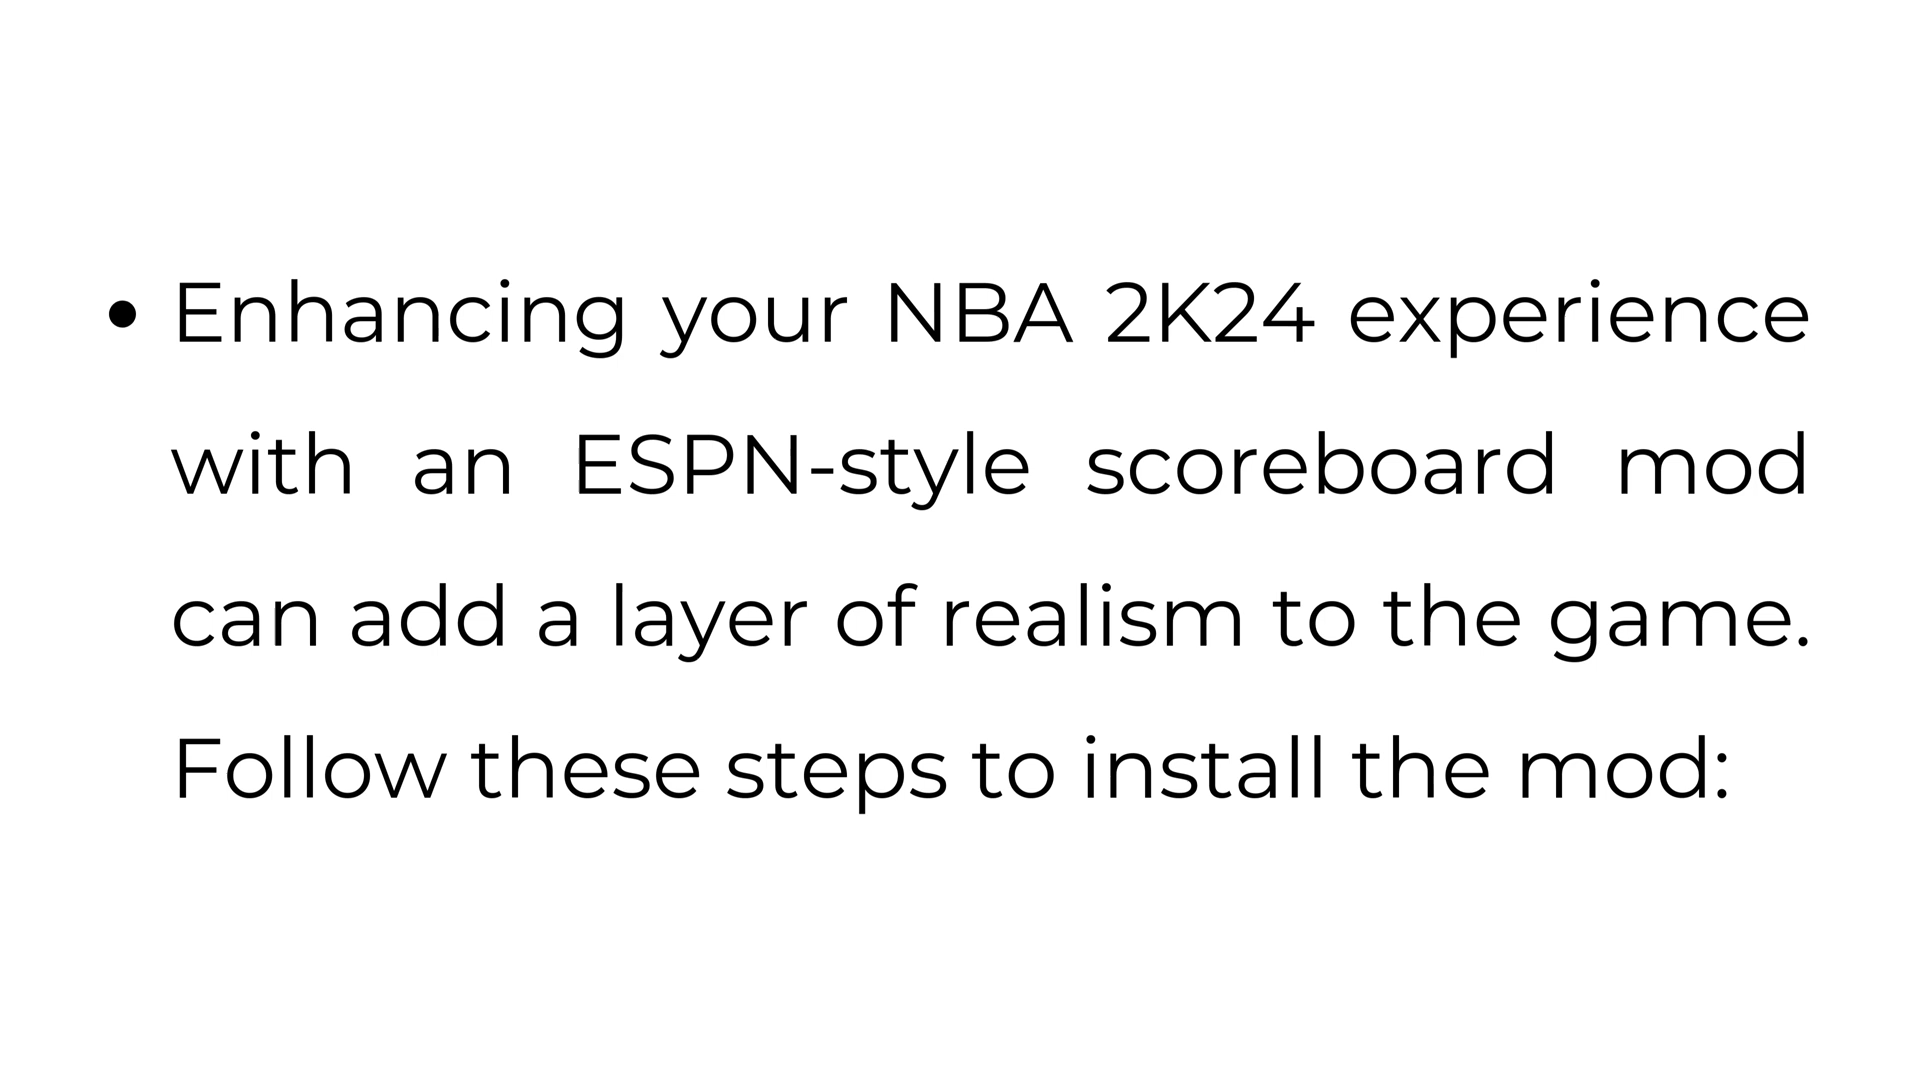 • Enhancing your NBA 2K24 experience
with an ESPN-style scoreboard mod
can add a layer of realism to the game.
Follow these steps to install the mod: